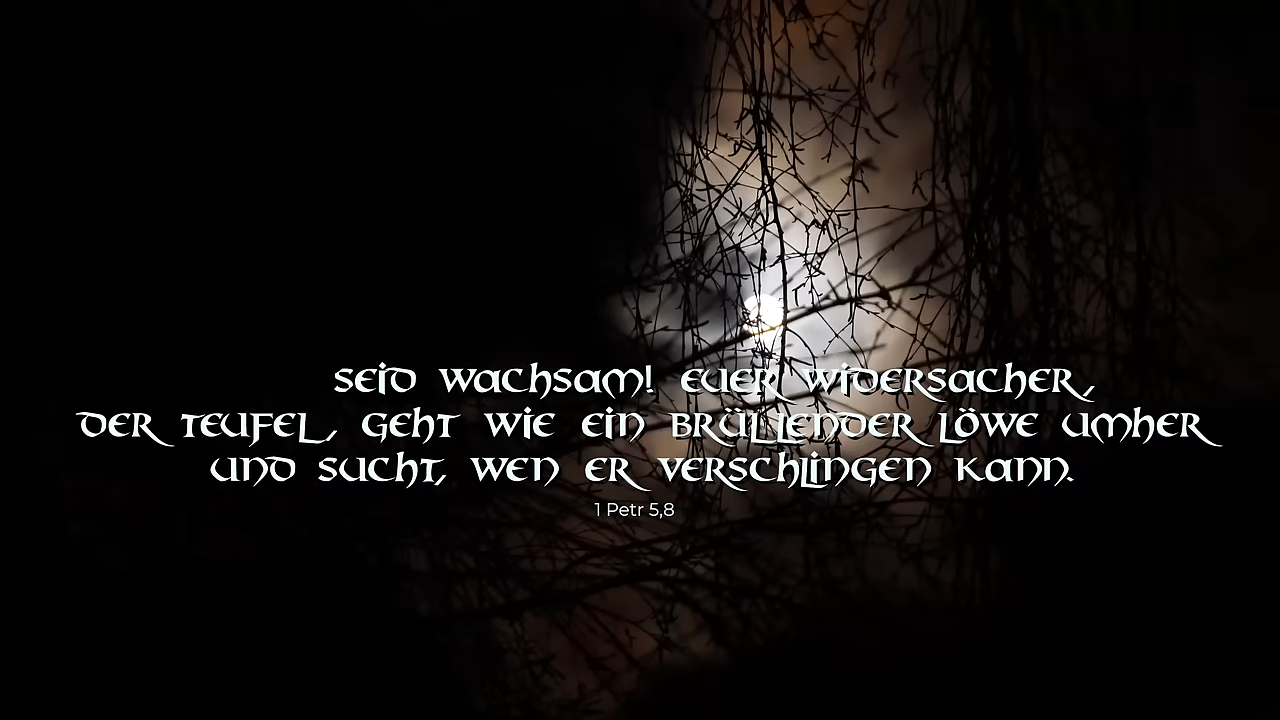 Seid wachsam! Euer Widersacher,
der Teufel, geht wie ein brüllender Löwe umher
und sucht, wen er verschlingen kann.
1 Petr 5,8